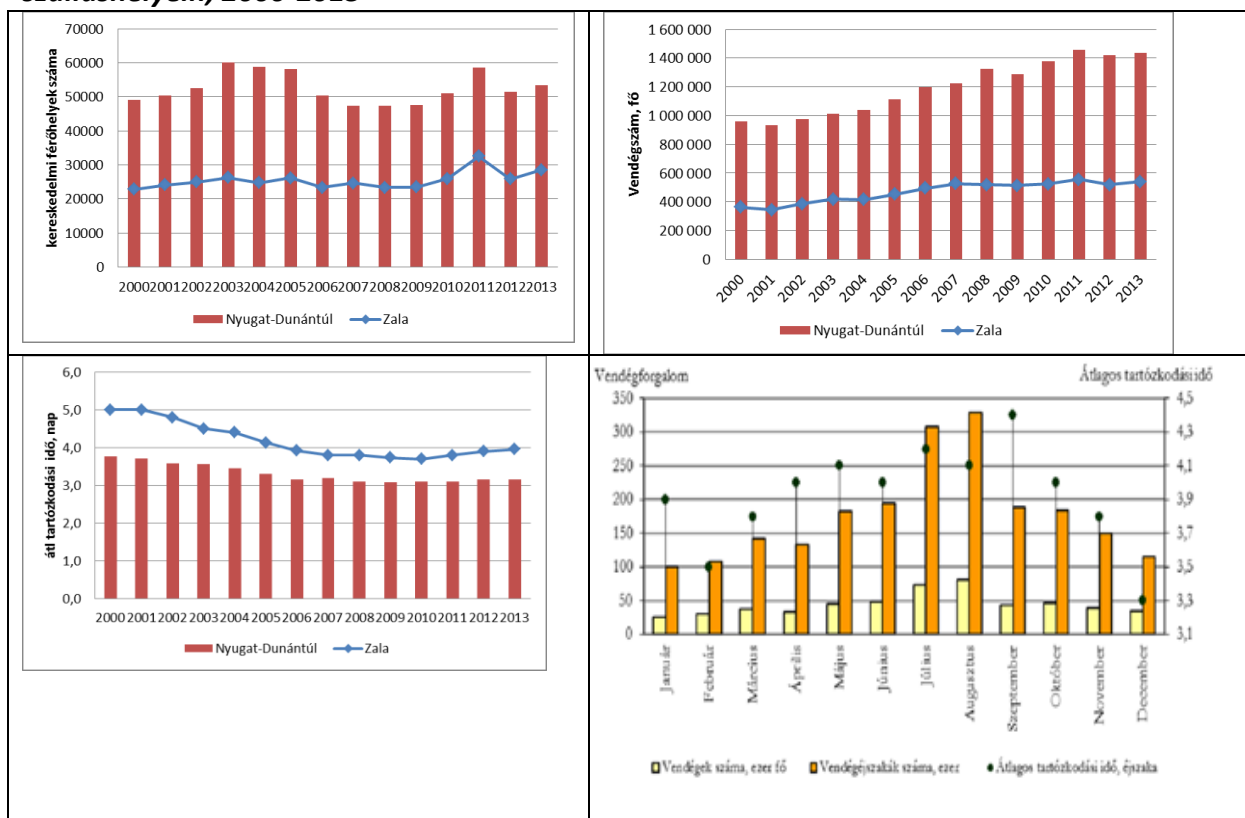 szálláshelyein, 2000-2013
kereskedelmi férőhelyek száma
70000
60000
50000
40000
30000
20000
10000
0
2000 2001 2002 2003 2004 2005 2006 2007 2008 2009 2010 2011 2012 2013
Nyugat-Dunántúl Zala
Vendégszám, fő
1 600 000
1 400 000
1 200 000
1 000 000
800 000
600 000
400 000
200 000
0
2000 2001 2002 2003 2004 2005 2006 2007 2008 2009 2010 2011 2012 2013
Nyugat-Dunántúl Zala
átl tartózkodási idő, nap
6,0
5,0
4,0
3,0
2,0
1,0
0,0
2000 2001 2002 2003 2004 2005 2006 2007 2008 2009 2010 2011 2012 2013
Nyugat-Dunántúl Zala
Vendégforgalom Átlagos tartózkodási idő
350 4,5
300 4,3
250 4,1
200 3,9
150 3,7
100 3,5
50 3,3
0 3,1
Január Február Március Április Május Június Július Augusztus Szeptember Október November December
Vendégek száma, ezer fő Vendégéjszakák száma, ezer Átlagos tartózkodási idő, éjszaka